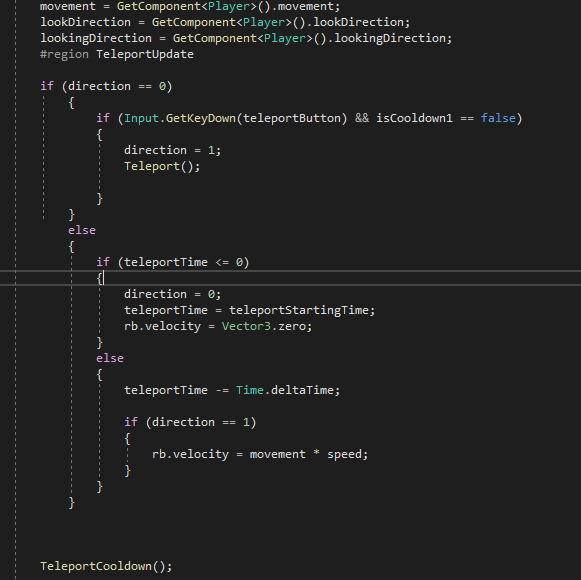 movement = GetComponent<Player>().movement;
lookDirection = GetComponent<Player>().lookDirection;
lookingDirection = GetComponent<Player>().lookingDirection;
#region TeleportUpdate
if (direction == 0)
{
if (Input.GetKeyDown(teleportButton) && isCooldown1 == false)
{
direction = 1;
Teleport();
}
}
else
{
if (teleportTime <= 0)
{
direction = 0;
teleportTime = teleportStartingTime;
rb.velocity = Vector3.zero;
}
else
{
teleportTime -= Time.deltaTime;
if (direction == 1)
{
rb.velocity = movement * speed;
}
}
}
TeleportCooldown();